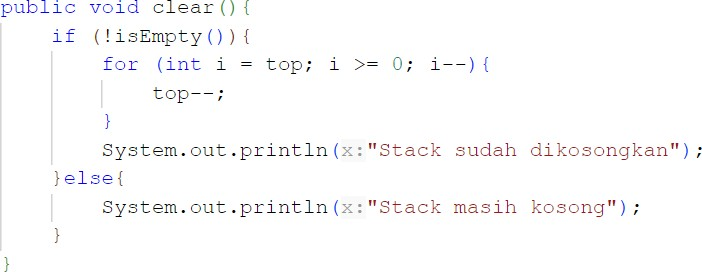 public void clear(){
if (!isEmpty()){
for (int i = top; i >= 0; i--){
top--;
}
System.out.println(x:"Stack sudah dikosongkan");
}else{
System.out.println(x:"Stack masih kosong");
}
}